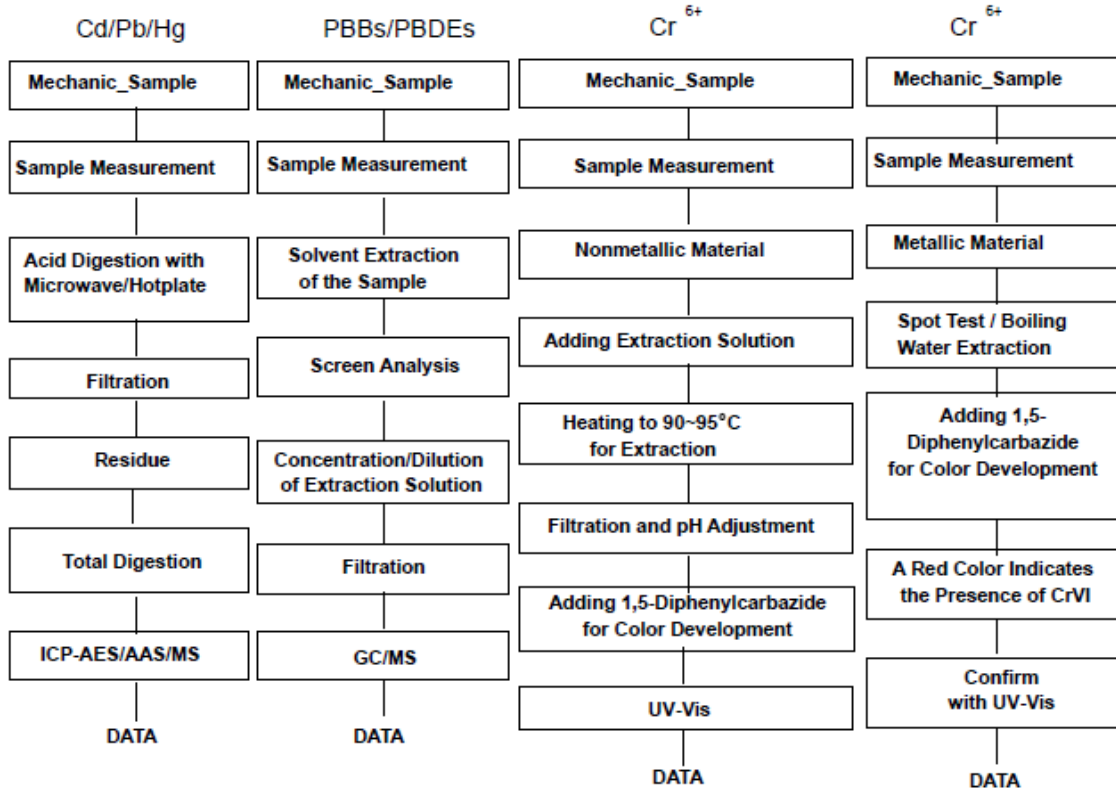 Cd/Pb/Hg
Mechanic_Sample
Sample Measurement
Acid Digestion with
Microwave/Hotplate
Filtration
Residue
Total Digestion
ICP-AES/AAS/MS
DATA
PBBs/PBDEs
Mechanic_Sample
Sample Measurement
Solvent Extraction
of the Sample
Screen Analysis
Concentration/Dilution
of Extraction Solution
Filtration
GC/MS
DATA
Cr 6+
Mechanic_Sample
Sample Measurement
Nonmetallic Material
Adding Extraction Solution
Heating to 90~95°C
for Extraction
Filtration and pH Adjustment
Adding 1,5-Diphenylcarbazide
for Color Development
UV-Vis
DATA
Cr 6+
Mechanic_Sample
Sample Measurement
Metallic Material
Spot Test / Boiling
Water Extraction
Adding 1,5-
Diphenylcarbazide
for Color Development
A Red Color Indicates
the Presence of CrVI
Confirm
with UV-Vis
DATA